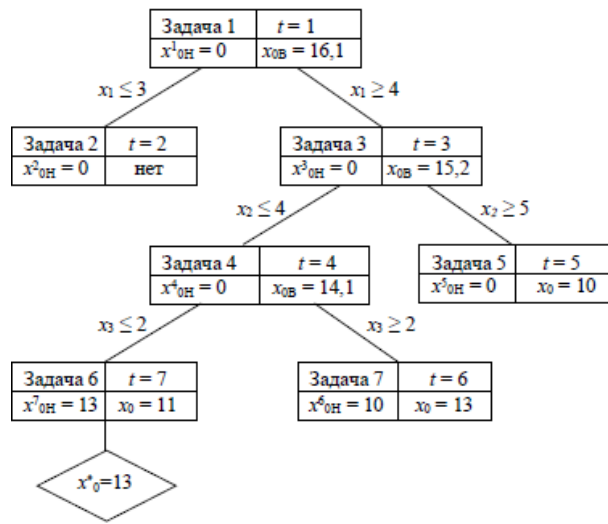 Задача 1 t = 1
x¹₀Н = 0 x₀В = 16,1
x₁ ≤ 3 x₁ ≥ 4
Задача 2 t = 2 Задача 3 t = 3
x²₀Н = 0 нет x³₀Н = 0 x₀В = 15,2
x₂ ≤ 4 x₂ ≥ 5
Задача 4 t = 4 Задача 5 t = 5
x⁴₀Н = 0 x₀В = 14,1 x⁵₀Н = 0 x₀ = 10
x₃ ≤ 2 x₃ ≥ 2
Задача 6 t = 7 Задача 7 t = 6
x⁷₀Н = 13 x₀ = 11 x⁶₀Н = 10 x₀ = 13
x*₀=13